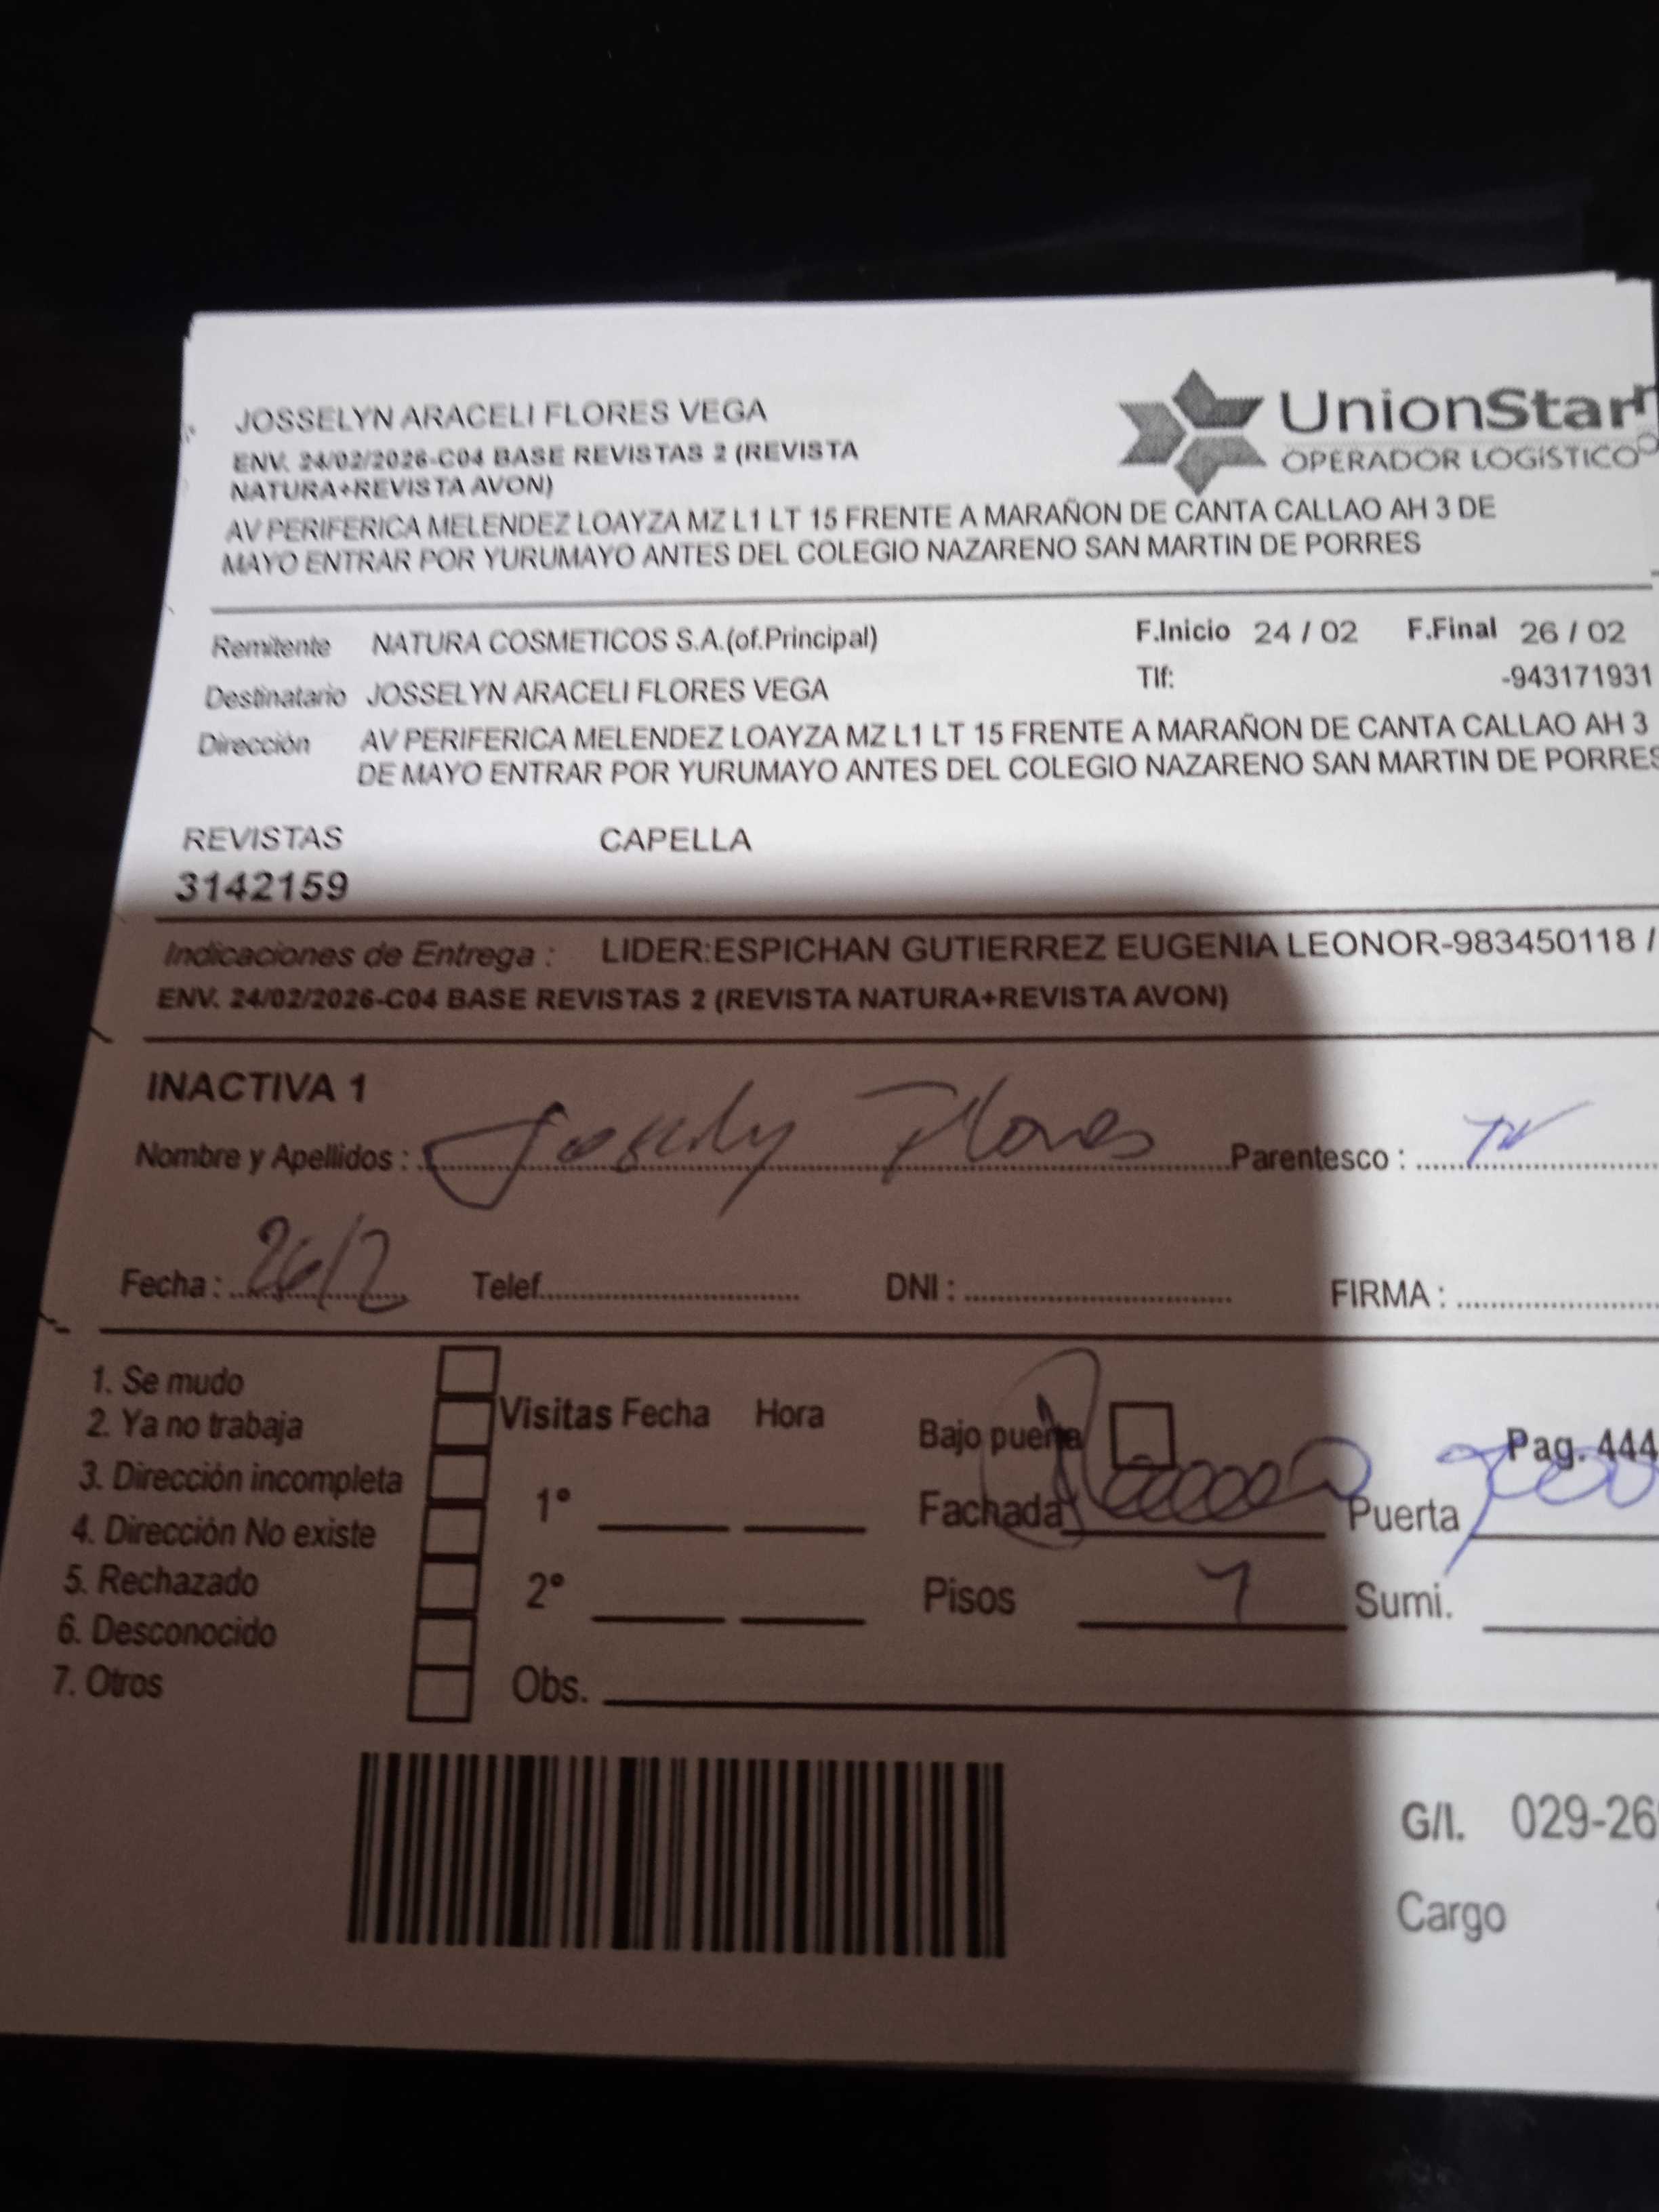 JOSSELYN ARACELI FLORES VEGA
ENV. 24/02/2026-C04 BASE REVISTAS 2 (REVISTA
NATURA+REVISTA AVON)
AV PERIFERICA MELENDEZ LOAYZA MZ L1 LT 15 FRENTE A MARAÑON DE CANTA CALLAO AH 3 DE
MAYO ENTRAR POR YURUMAYO ANTES DEL COLEGIO NAZARENO SAN MARTIN DE PORRES
UnionStar
OPERADOR LOGÍSTICO
Remitente NATURA COSMETICOS S.A.(of.Principal) F.Inicio 24 / 02 F.Final 26 / 02
Destinatario JOSSELYN ARACELI FLORES VEGA Tlf: -943171931
Dirección AV PERIFERICA MELENDEZ LOAYZA MZ L1 LT 15 FRENTE A MARAÑON DE CANTA CALLAO AH 3
DE MAYO ENTRAR POR YURUMAYO ANTES DEL COLEGIO NAZARENO SAN MARTIN DE PORRES
REVISTAS CAPELLA
3142159
Indicaciones de Entrega : LIDER:ESPICHAN GUTIERREZ EUGENIA LEONOR-983450118 /
ENV. 24/02/2026-C04 BASE REVISTAS 2 (REVISTA NATURA+REVISTA AVON)
INACTIVA 1
Nombre y Apellidos : Flores Parentesco :
Fecha : 26/2 Telef. DNI : FIRMA :
1. Se mudo
2. Ya no trabaja
3. Dirección incompleta
4. Dirección No existe
5. Rechazado
6. Desconocido
7. Otros
Visitas Fecha Hora
1°
2°
Obs.
Bajo puerta Pag. 444
Fachada Puerta
Pisos 1 Sumi.
G/I. 029-26
Cargo